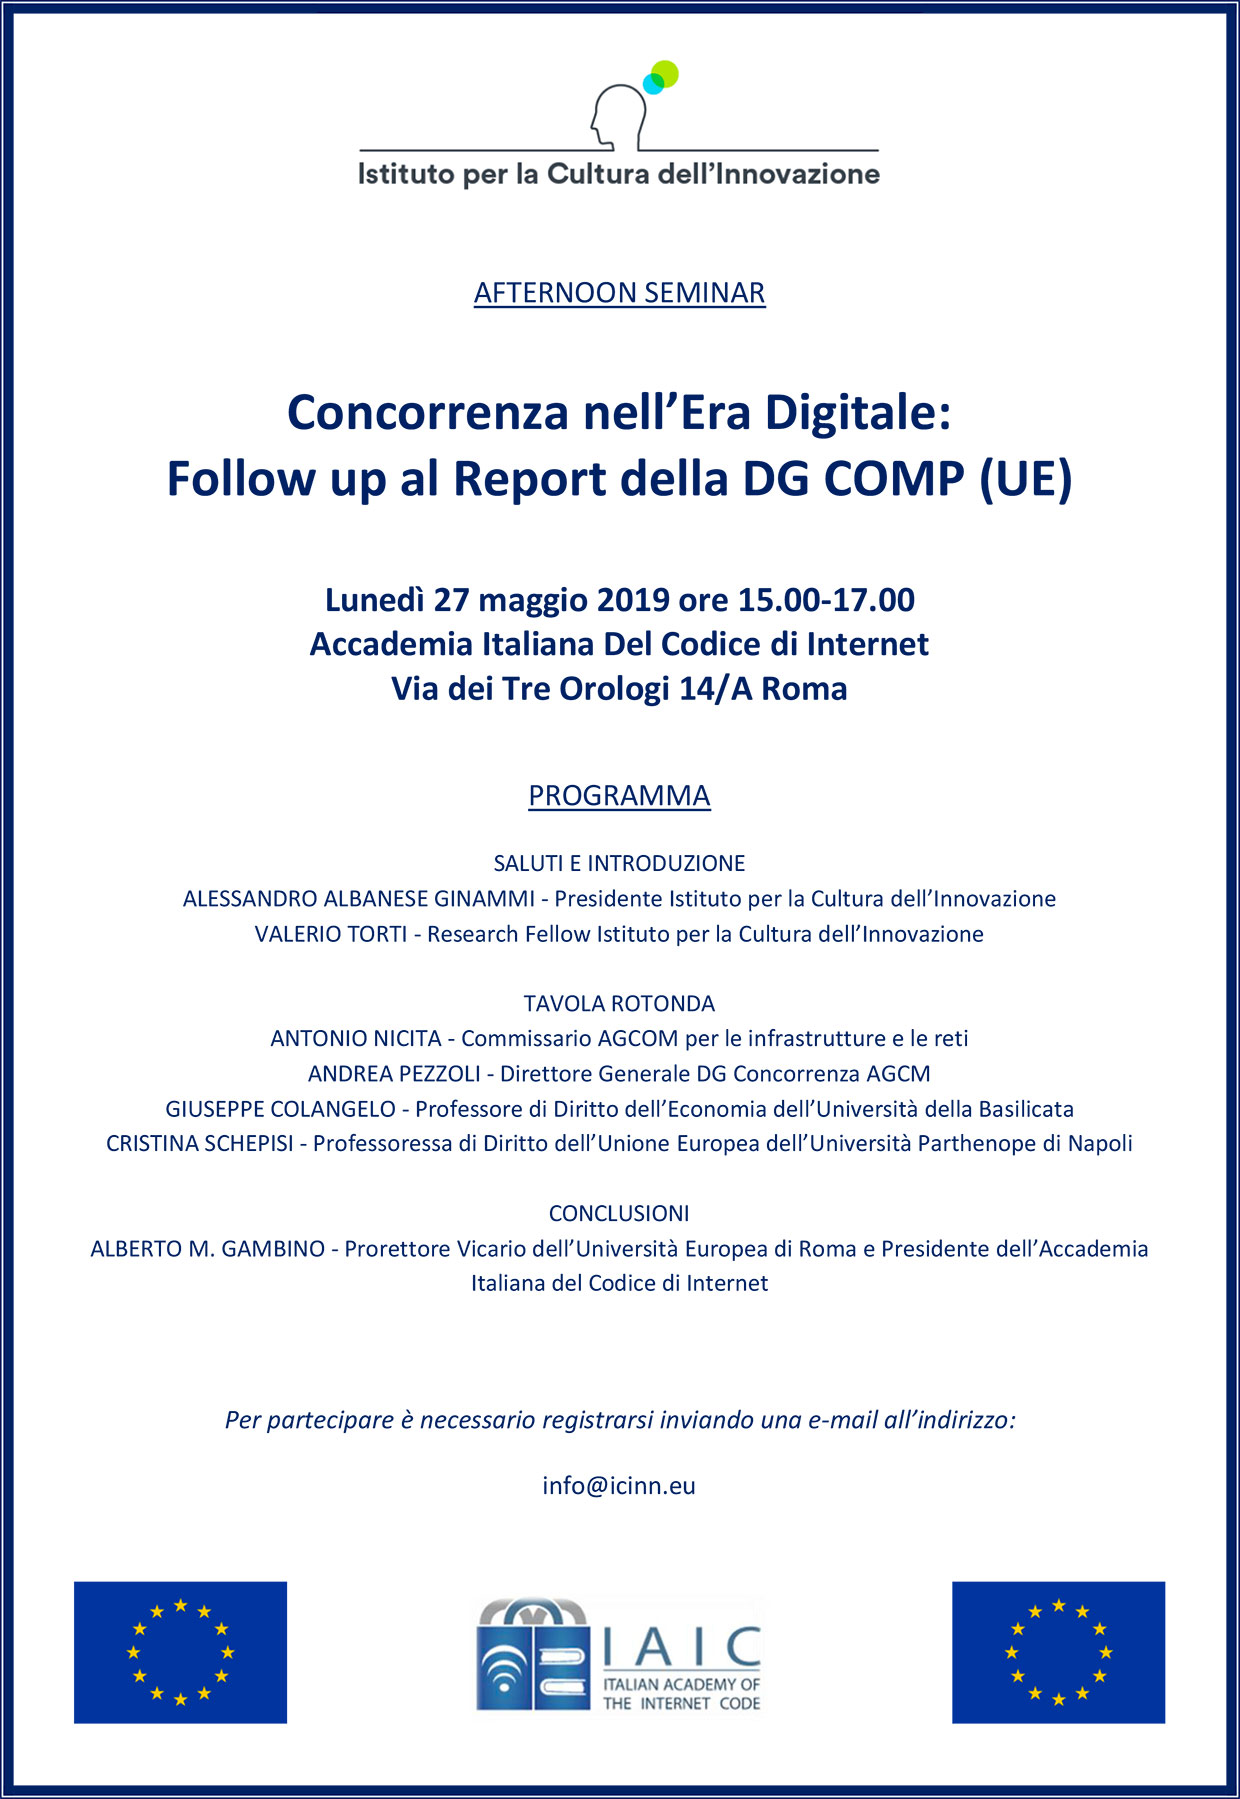 Istituto per la Cultura dell’Innovazione
AFTERNOON SEMINAR
Concorrenza nell’Era Digitale:
Follow up al Report della DG COMP (UE)
Lunedì 27 maggio 2019 ore 15.00-17.00
Accademia Italiana Del Codice di Internet
Via dei Tre Orologi 14/A Roma
PROGRAMMA
SALUTI E INTRODUZIONE
ALESSANDRO ALBANESE GINAMMI - Presidente Istituto per la Cultura dell’Innovazione
VALERIO TORTI - Research Fellow Istituto per la Cultura dell’Innovazione
TAVOLA ROTONDA
ANTONIO NICITA - Commissario AGCOM per le infrastrutture e le reti
ANDREA PEZZOLI - Direttore Generale DG Concorrenza AGCM
GIUSEPPE COLANGELO - Professore di Diritto dell’Economia dell’Università della Basilicata
CRISTINA SCHEPISI - Professoressa di Diritto dell’Unione Europea dell’Università Parthenope di Napoli
CONCLUSIONI
ALBERTO M. GAMBINO - Prorettore Vicario dell’Università Europea di Roma e Presidente dell’Accademia
Italiana del Codice di Internet
Per partecipare è necessario registrarsi inviando una e-mail all’indirizzo:
info@icinn.eu
IAIC
ITALIAN ACADEMY OF
THE INTERNET CODE